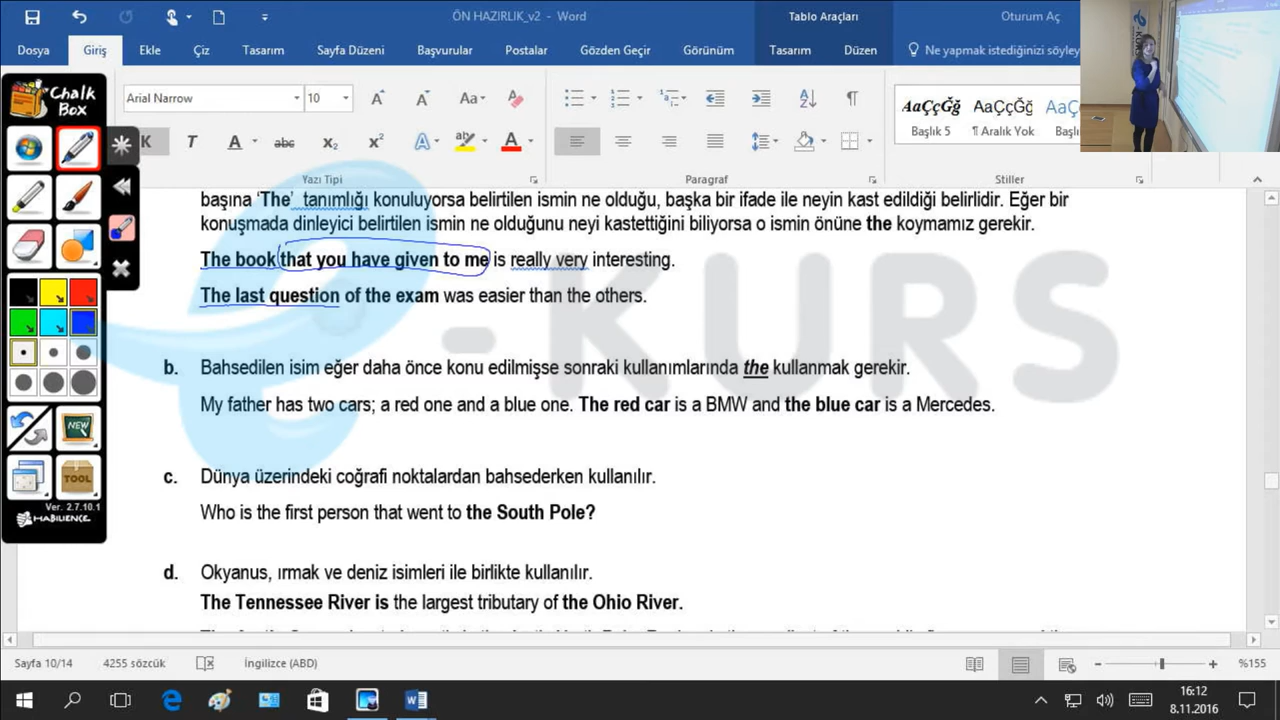 ÖN HAZIRLIK_v2 - Word
Tablo Araçları
Oturum Aç
Dosya
Giriş
Ekle
Çiz
Tasarım
Sayfa Düzeni
Başvurular
Postalar
Gözden Geçir
Görünüm
Tasarım
Düzen
Ne yapmak istediğinizi söyley
Chalk
Box
Arial Narrow
10
Aa
K
T
A
abc
x₂
x²
A
ab
A
AaÇçĞğ
AaÇçĞğ
AaÇç
Başlık 5
¶ Aralık Yok
Başlı
Yazı Tipi
Paragraf
Stiller
başına ‘The’ tanımlığı konuluyorsa belirtilen ismin ne olduğu, başka bir ifade ile neyin kast edildiği belirlidir. Eğer bir
konuşmada dinleyici belirtilen ismin ne olduğunu neyi kastettiğini biliyorsa o ismin önüne the koymamız gerekir.
The book that you have given to me is really very interesting.
The last question of the exam was easier than the others.
b. Bahsedilen isim eğer daha önce konu edilmişse sonraki kullanımlarında the kullanmak gerekir.
My father has two cars; a red one and a blue one. The red car is a BMW and the blue car is a Mercedes.
c. Dünya üzerindeki coğrafi noktalardan bahsederken kullanılır.
Who is the first person that went to the South Pole?
d. Okyanus, ırmak ve deniz isimleri ile birlikte kullanılır.
The Tennessee River is the largest tributary of the Ohio River.
e-KURS
NEW
TOOL
Ver. 2.7.10.1
MABILIENCE
Sayfa 10/14
4255 sözcük
İngilizce (ABD)
%155
16:12
8.11.2016